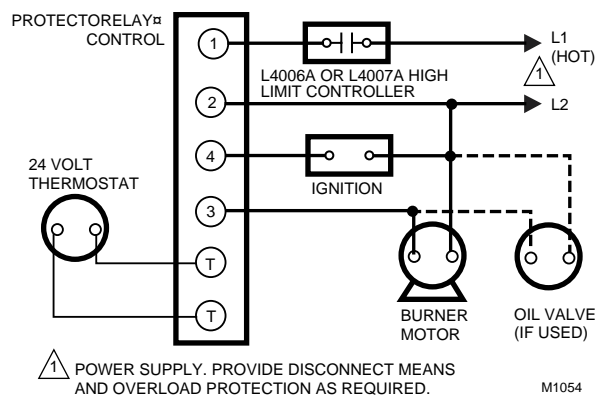 PROTECTORELAY¤
CONTROL
1
L1
(HOT)
1
L4006A OR L4007A HIGH
LIMIT CONTROLLER
2
L2
4
IGNITION
24 VOLT
THERMOSTAT
3
T
T
BURNER
MOTOR
OIL VALVE
(IF USED)
1 POWER SUPPLY. PROVIDE DISCONNECT MEANS
AND OVERLOAD PROTECTION AS REQUIRED.
M1054